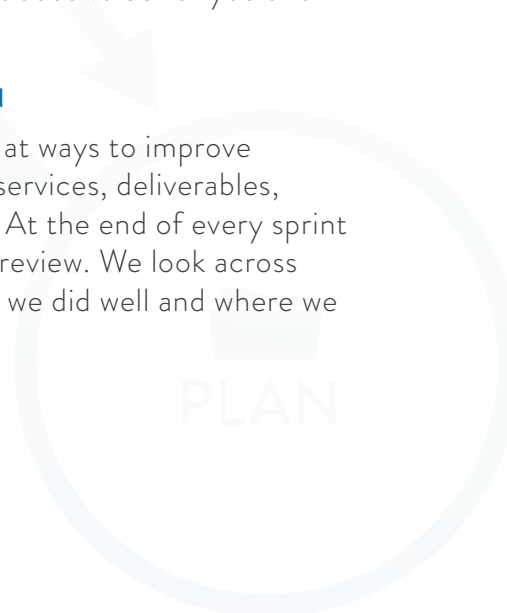 at ways to improve
services, deliverables,
At the end of every sprint
review. We look across
we did well and where we
PLAN